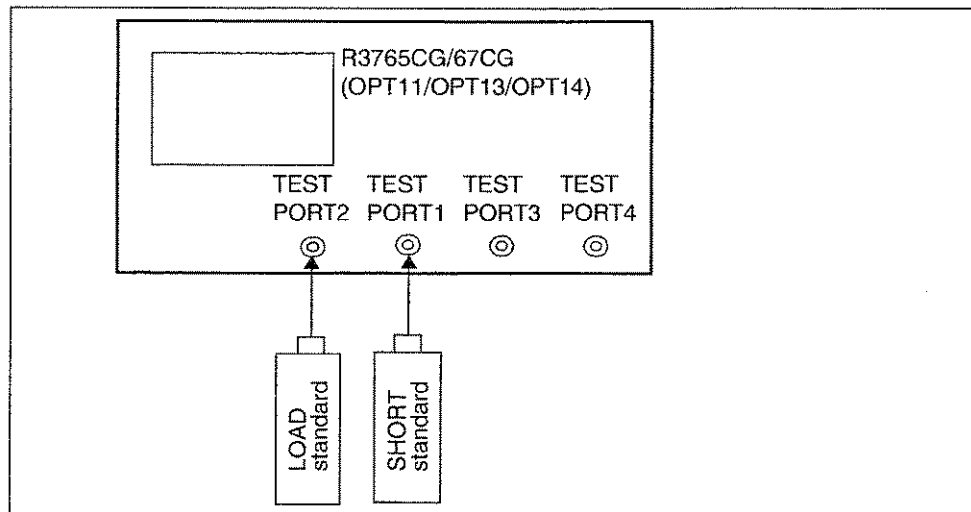 R3765CG/67CG
(OPT11/OPT13/OPT14)
TEST PORT2
TEST PORT1
TEST PORT3
TEST PORT4
LOAD
standard
SHORT
standard